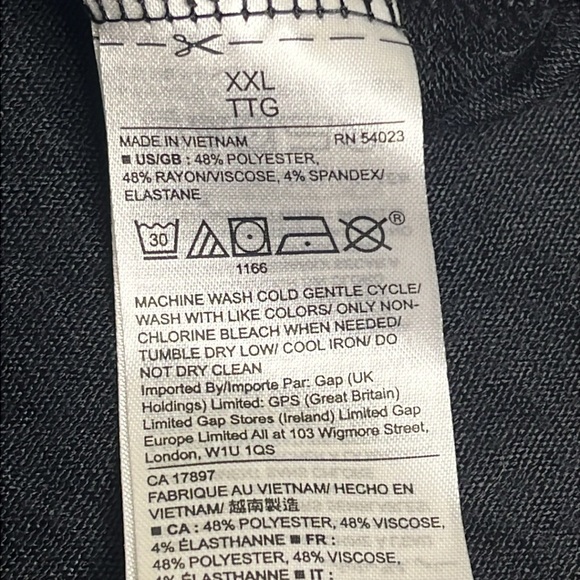 XXL
TTG
MADE IN VIETNAM RN 54023
■ US/GB : 48% POLYESTER,
48% RAYON/VISCOSE, 4% SPANDEX/
ELASTANE
30
®
1166
MACHINE WASH COLD GENTLE CYCLE/
WASH WITH LIKE COLORS/ ONLY NON-
CHLORINE BLEACH WHEN NEEDED/
TUMBLE DRY LOW/ COOL IRON/ DO
NOT DRY CLEAN
Imported By/Importe Par: Gap (UK
Holdings) Limited: GPS (Great Britain)
Limited Gap Stores (Ireland) Limited Gap
Europe Limited All at 103 Wigmore Street,
London, W1U 1QS
CA 17897
FABRIQUE AU VIETNAM/ HECHO EN
VIETNAM/ 越南製造
■ CA : 48% POLYESTER, 48% VISCOSE,
4% ÉLASTHANNE ■ FR :
48% POLYESTER, 48% VISCOSE,
4% ÉLASTHANNE ■ IT :